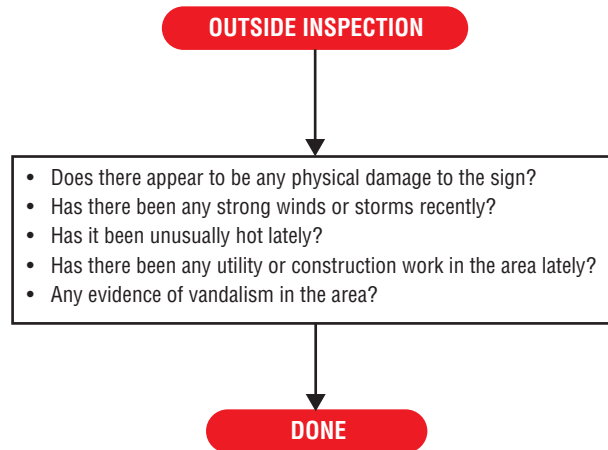 OUTSIDE INSPECTION
• Does there appear to be any physical damage to the sign?
• Has there been any strong winds or storms recently?
• Has it been unusually hot lately?
• Has there been any utility or construction work in the area lately?
• Any evidence of vandalism in the area?
DONE